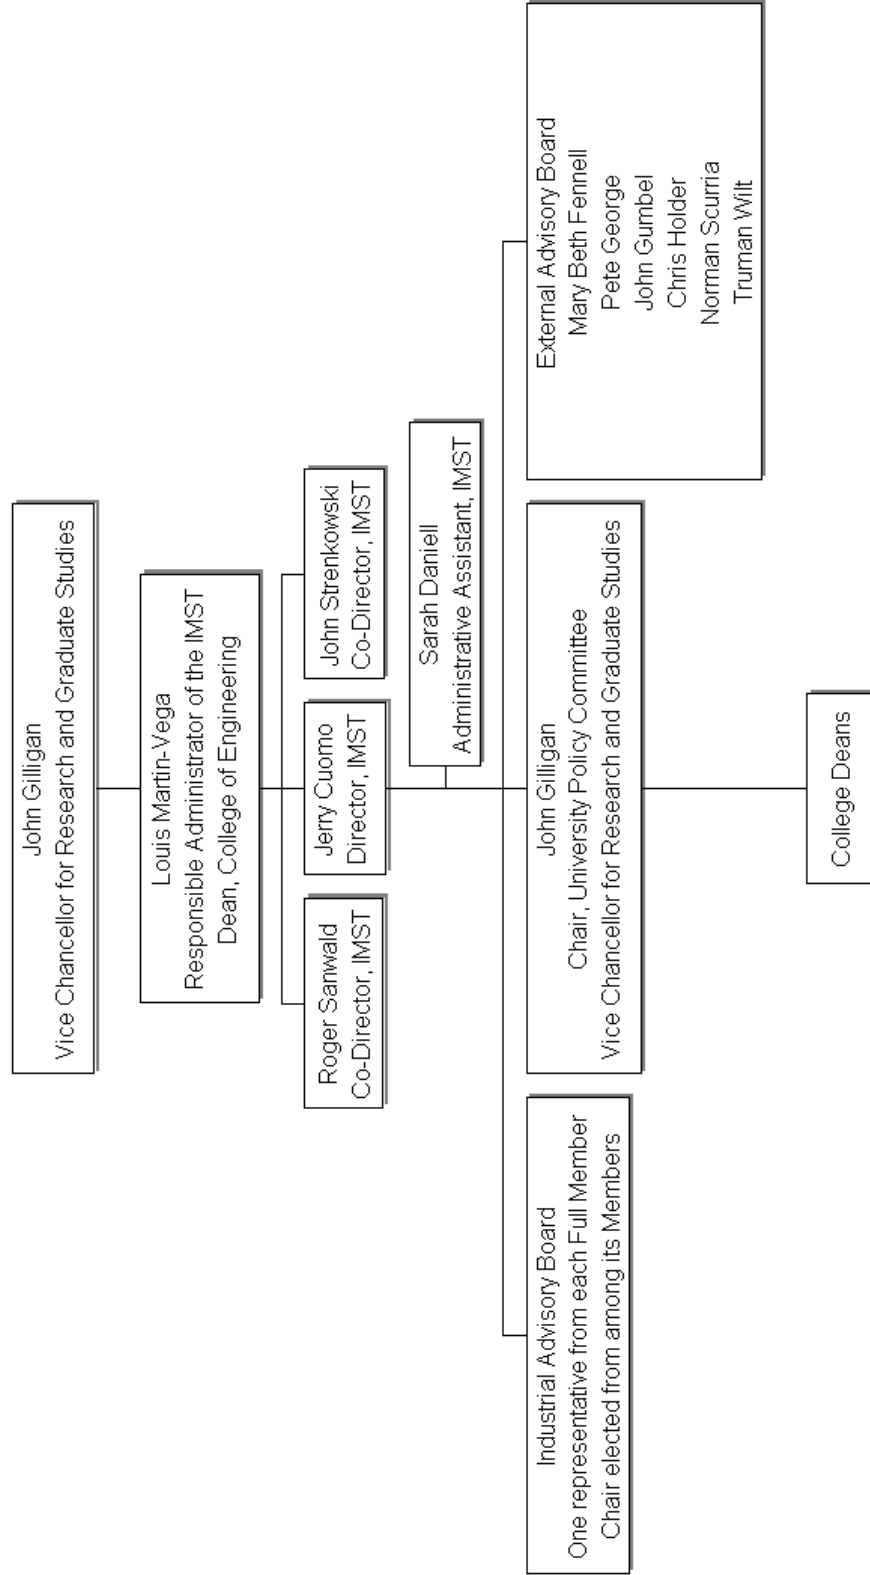 John Gilligan
Vice Chancellor for Research and Graduate Studies
Louis Martin-Vega
Responsible Administrator of the IMST
Dean, College of Engineering
Roger Sanwald
Co-Director, IMST
Jerry Cuomo
Director, IMST
John Strenkowski
Co-Director, IMST
Sarah Daniell
Administrative Assistant, IMST
Industrial Advisory Board
One representative from each Full Member
Chair elected from among its Members
John Gilligan
Chair, University Policy Committee
Vice Chancellor for Research and Graduate Studies
External Advisory Board
Mary Beth Fennell
Pete George
John Gumbel
Chris Holder
Norman Scurria
Truman Wilt
College Deans